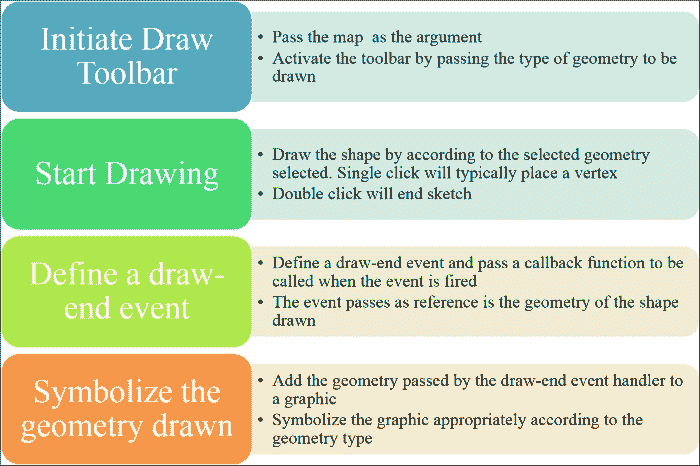 Initiate Draw
Toolbar
• Pass the map as the argument
• Activate the toolbar by passing the type of geometry to be
drawn
Start Drawing
• Draw the shape by according to the selected geometry
selected. Single click will typically place a vertex
• Double click will end sketch
Define a draw-
end event
• Define a draw-end event and pass a callback function to be
called when the event is fired
• The event passes as reference is the geometry of the shape
drawn
Symbolize the
geometry drawn
• Add the geometry passed by the draw-end event handler to
a graphic
• Symbolize the graphic appropriately according to the
geometry type